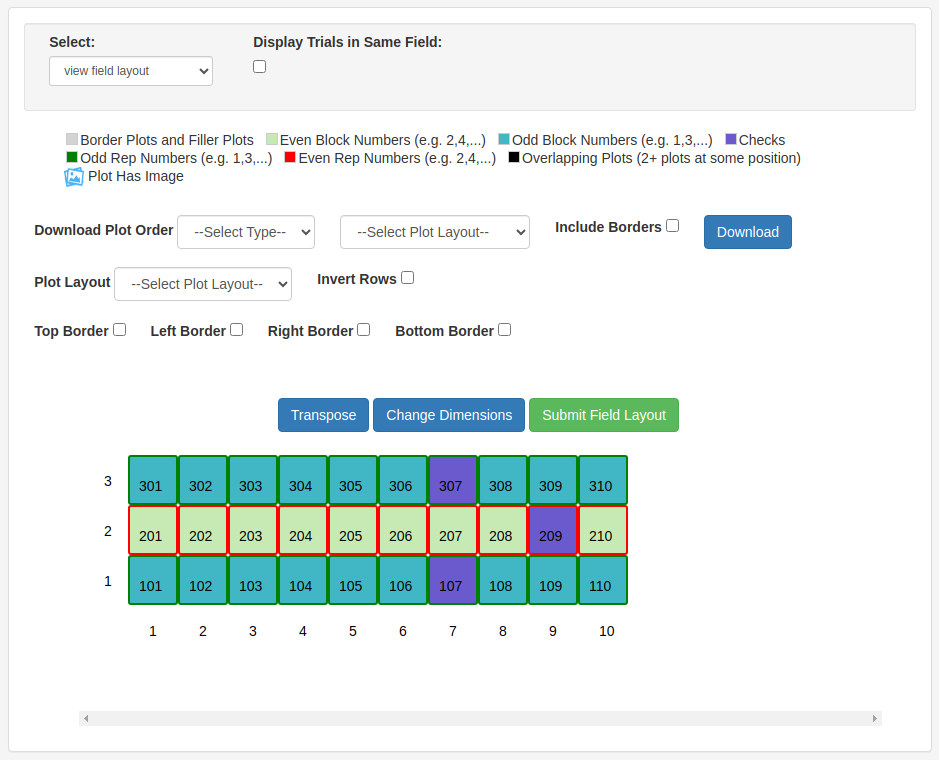 Select: Display Trials in Same Field:
view field layout
Border Plots and Filler Plots Even Block Numbers (e.g. 2,4,...) Odd Block Numbers (e.g. 1,3,...) Checks
Odd Rep Numbers (e.g. 1,3,...) Even Rep Numbers (e.g. 2,4,...) Overlapping Plots (2+ plots at some position)
Plot Has Image
Download Plot Order --Select Type-- --Select Plot Layout-- Include Borders Download
Plot Layout --Select Plot Layout-- Invert Rows
Top Border Left Border Right Border Bottom Border
Transpose Change Dimensions Submit Field Layout
3 301 302 303 304 305 306 307 308 309 310
2 201 202 203 204 205 206 207 208 209 210
1 101 102 103 104 105 106 107 108 109 110
1 2 3 4 5 6 7 8 9 10